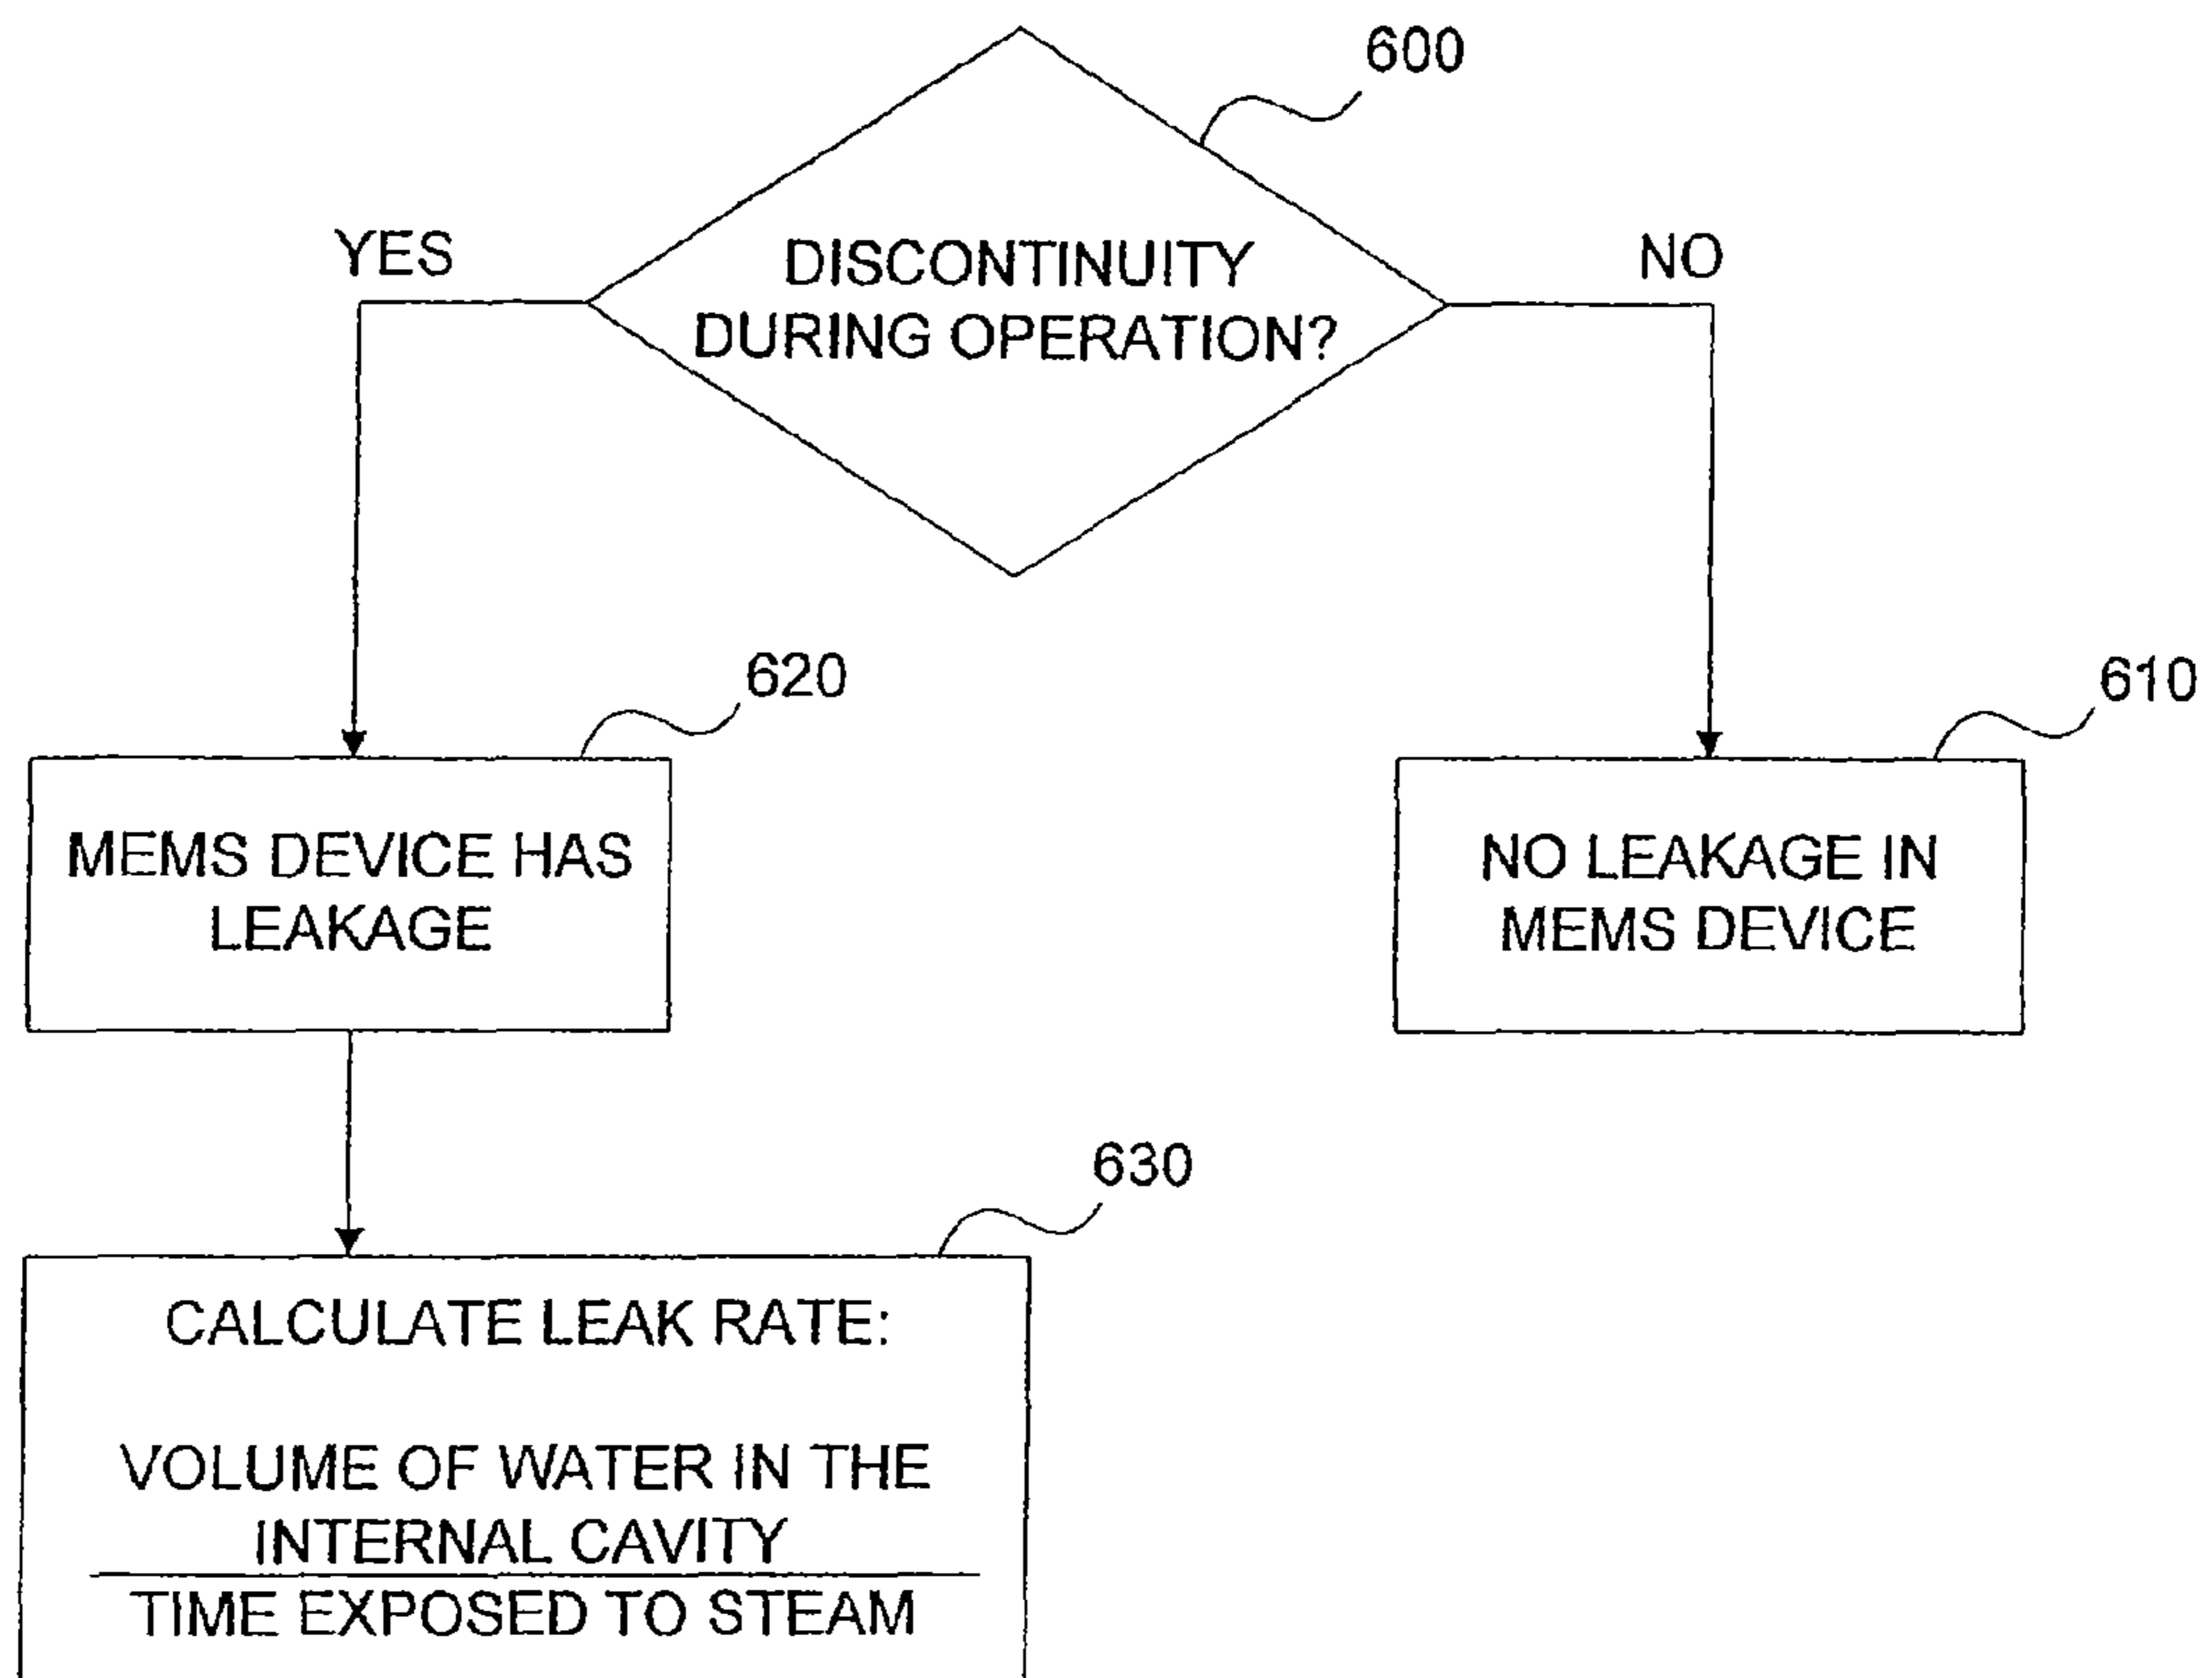 600
YES
NO
DISCONTINUITY
DURING OPERATION?
620
610
MEMS DEVICE HAS
LEAKAGE
NO LEAKAGE IN
MEMS DEVICE
630
CALCULATE LEAK RATE:
VOLUME OF WATER IN THE
INTERNAL CAVITY
TIME EXPOSED TO STEAM